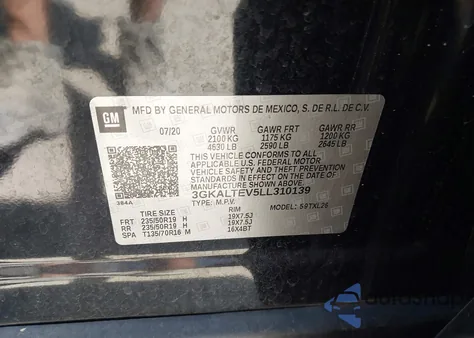 GM
MFD BY GENERAL MOTORS DE MEXICO, S. DE R.L. DE C.V.
07/20 GVWR GAWR FRT GAWR RR
2100 KG 1175 KG 1200 KG
4630 LB 2590 LB 2645 LB
THIS VEHICLE CONFORMS TO ALL
APPLICABLE U.S. FEDERAL MOTOR
VEHICLE SAFETY AND THEFT PREVENTION
STANDARDS IN EFFECT ON THE DATE OF
MANUFACTURE SHOWN ABOVE.
3GKALTEV5LL310139
TYPE: M.P.V. MODEL:
TIRE SIZE RIM
FRT 235/50R19 H 19X7.5J
RR 235/50R19 H 19X7.5J
SPA T135/70R16 M 16X4BT
autoshop